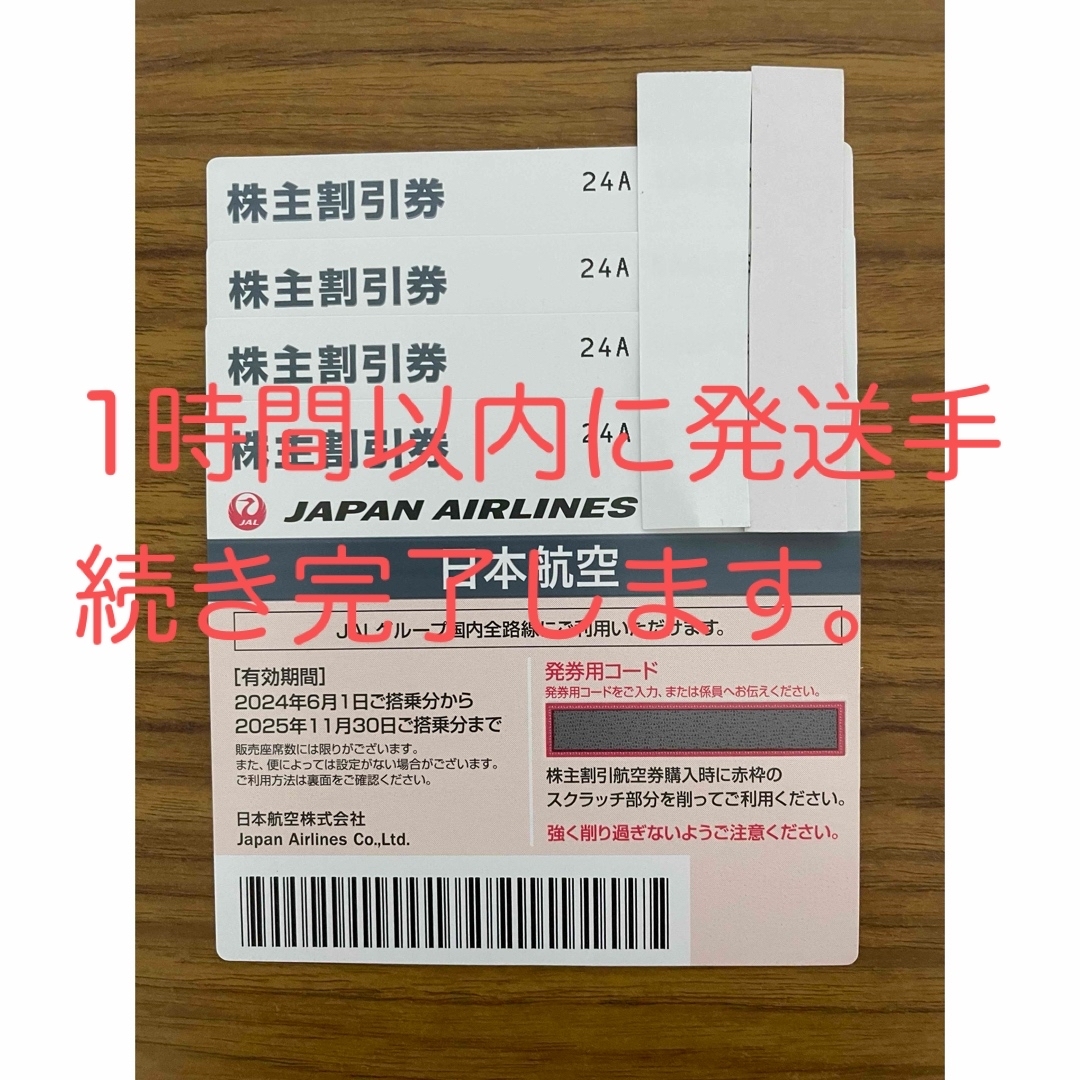 株主割引券 24A
株主割引券 24A
株主割引券 24A
1時間以内に発送手
株主割引券 24A
JAL JAPAN AIRLINES
日本航空
続き完了します。
JALグループ国内全路線にご利用いただけます。
[有効期間]
2024年6月1日ご搭乗分から
2025年11月30日ご搭乗分まで
販売座席数には限りがございます。
また、便によっては設定がない場合がございます。
ご利用方法は裏面をご確認ください。
日本航空株式会社
Japan Airlines Co.,Ltd.
発券用コード
発券用コードをご入力、または係員へお伝えください。
株主割引航空券購入時に赤枠の
スクラッチ部分を削ってご利用ください。
強く削り過ぎないようご注意ください。